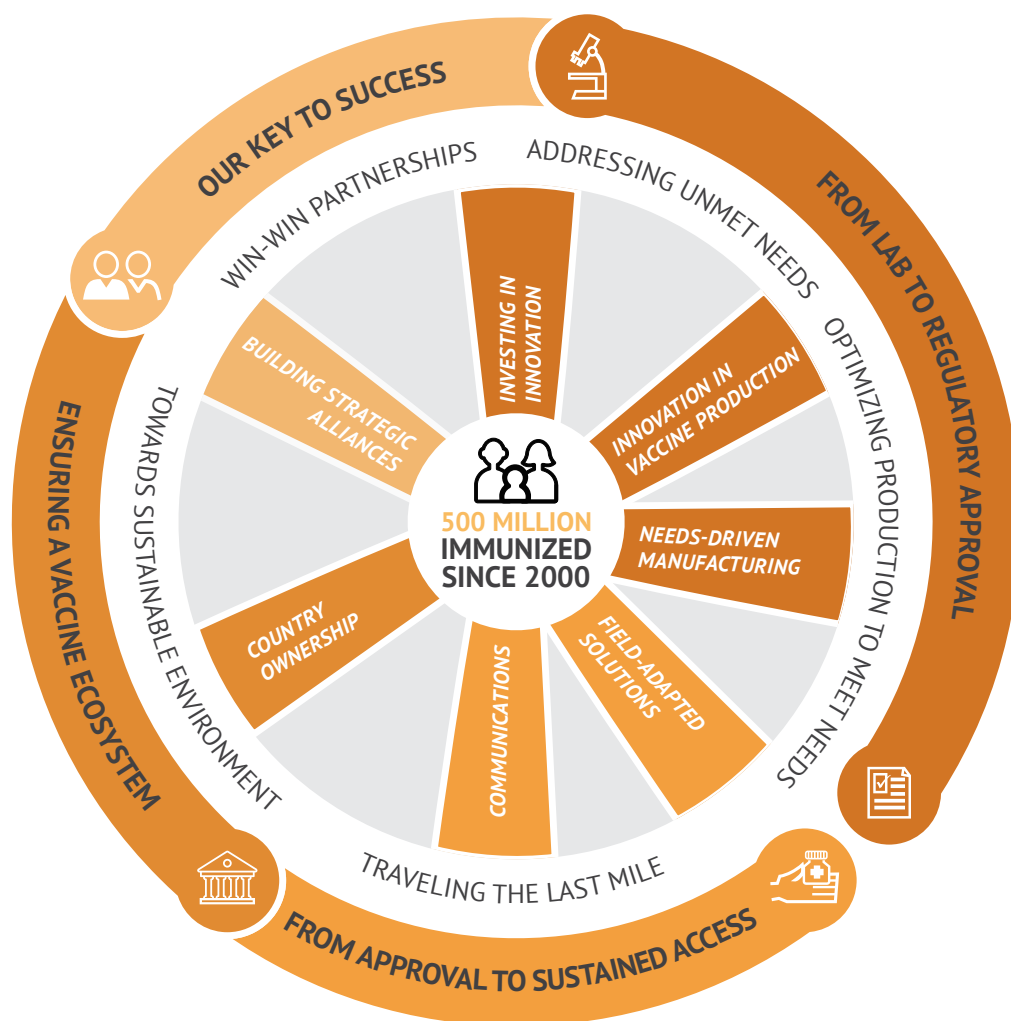 OUR KEY TO SUCCESS
FROM LAB TO REGULATORY APPROVAL
FROM APPROVAL TO SUSTAINED ACCESS
ENSURING A VACCINE ECOSYSTEM
WIN-WIN PARTNERSHIPS
ADDRESSING UNMET NEEDS
OPTIMIZING PRODUCTION TO MEET NEEDS
TRAVELING THE LAST MILE
TOWARDS SUSTAINABLE ENVIRONMENT
INVESTING IN
INNOVATION
INNOVATION IN
VACCINE PRODUCTION
NEEDS-DRIVEN
MANUFACTURING
FIELD-ADAPTED
SOLUTIONS
COMMUNICATIONS
COUNTRY
OWNERSHIP
BUILDING STRATEGIC
ALLIANCES
500 MILLION
IMMUNIZED
SINCE 2000